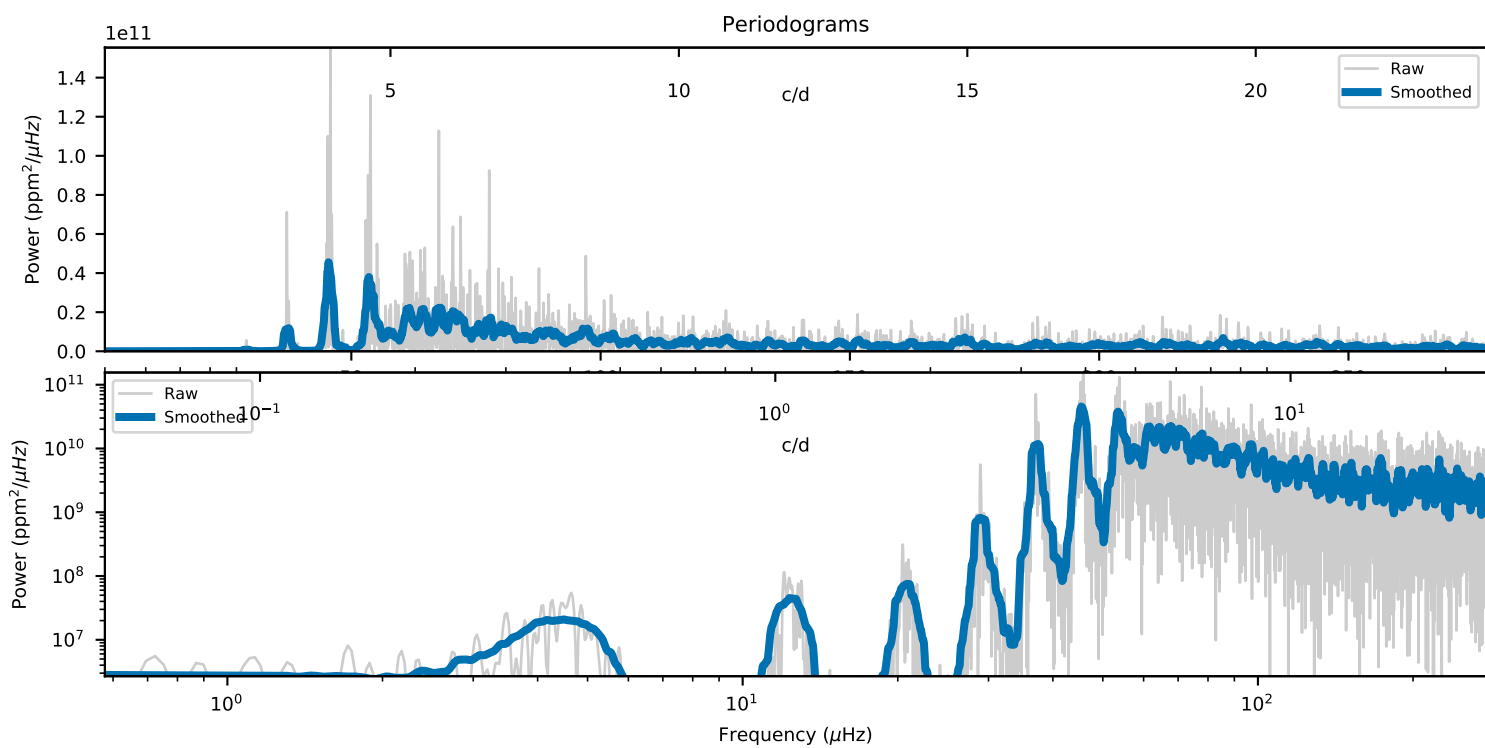 Periodograms
1e11
Power (ppm²/μHz)
1.4
1.2
1.0
0.8
0.6
0.4
0.2
0.0
5 10 15 20
c/d
Raw
Smoothed
Power (ppm²/μHz)
10¹¹
10¹⁰
10⁹
10⁸
10⁷
Raw
Smoothed
10⁻¹ 10⁰ 10¹
c/d
10⁰ 10¹ 10²
Frequency (μHz)